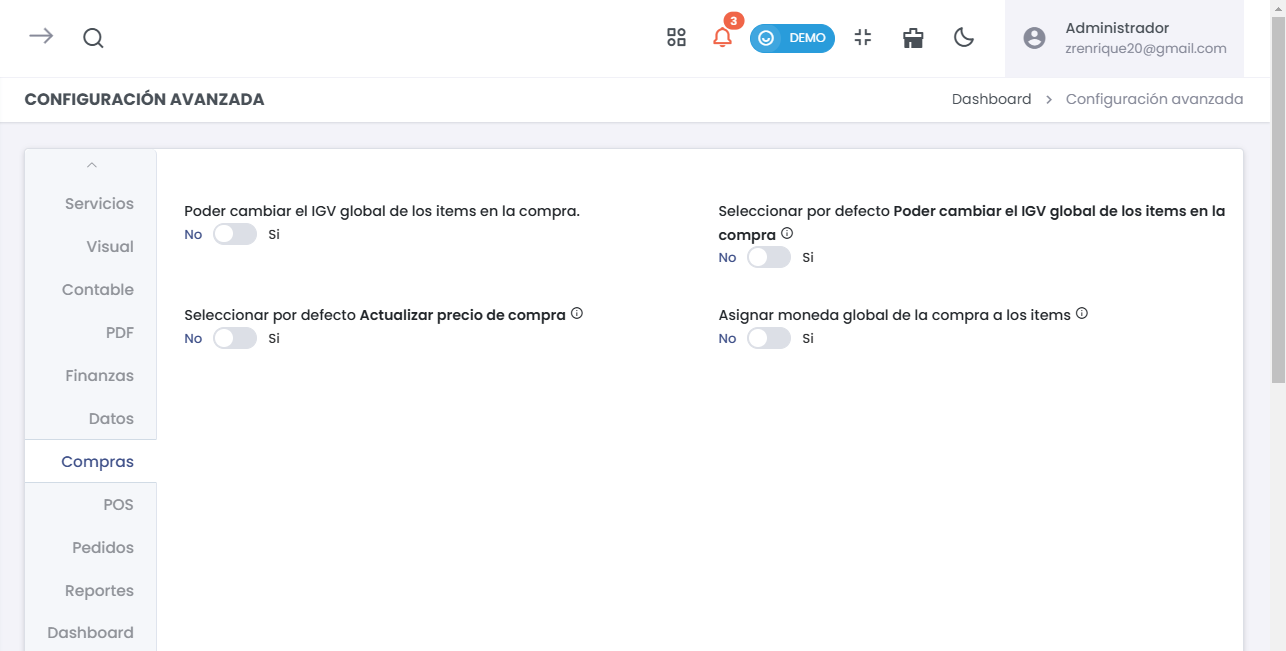 3
DEMO
Administrador
zrenrique20@gmail.com
CONFIGURACIÓN AVANZADA
Dashboard > Configuración avanzada
Servicios
Visual
Contable
PDF
Finanzas
Datos
Compras
POS
Pedidos
Reportes
Dashboard
Poder cambiar el IGV global de los items en la compra.
No Si
Seleccionar por defecto Poder cambiar el IGV global de los items en la
compra
No Si
Seleccionar por defecto Actualizar precio de compra
No Si
Asignar moneda global de la compra a los items
No Si